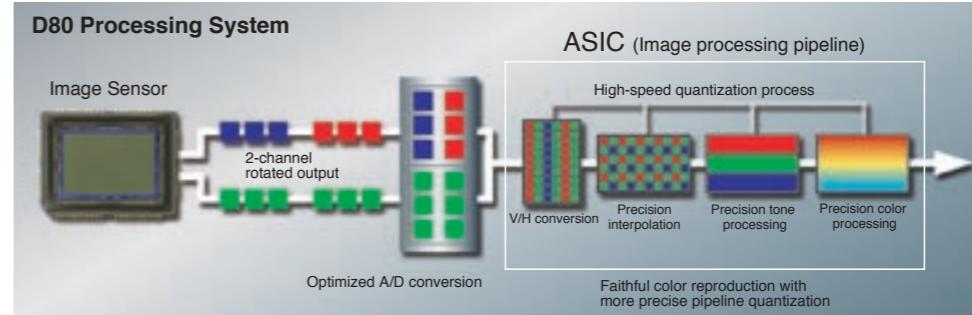 D80 Processing System
ASIC (Image processing pipeline)
Image Sensor
High-speed quantization process
2-channel
rotated output
V/H conversion
Precision
interpolation
Precision tone
processing
Precision color
processing
Optimized A/D conversion
Faithful color reproduction with
more precise pipeline quantization